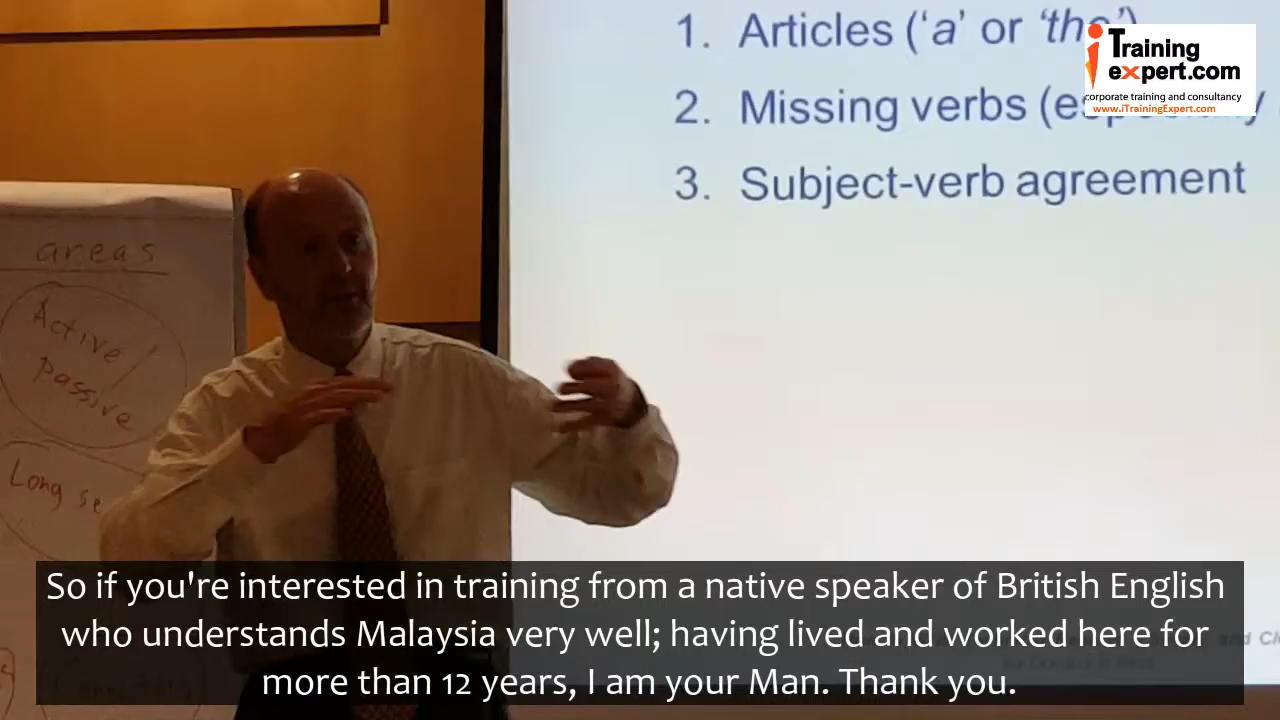 1. Articles ('a' or 'the')
2. Missing verbs (especially
3. Subject-verb agreement
Training
expert.com
corporate training and consultancy
www.iTrainingExpert.com
areas
Active/
passive
Long se
So if you're interested in training from a native speaker of British English
who understands Malaysia very well; having lived and worked here for
more than 12 years, I am your Man. Thank you.